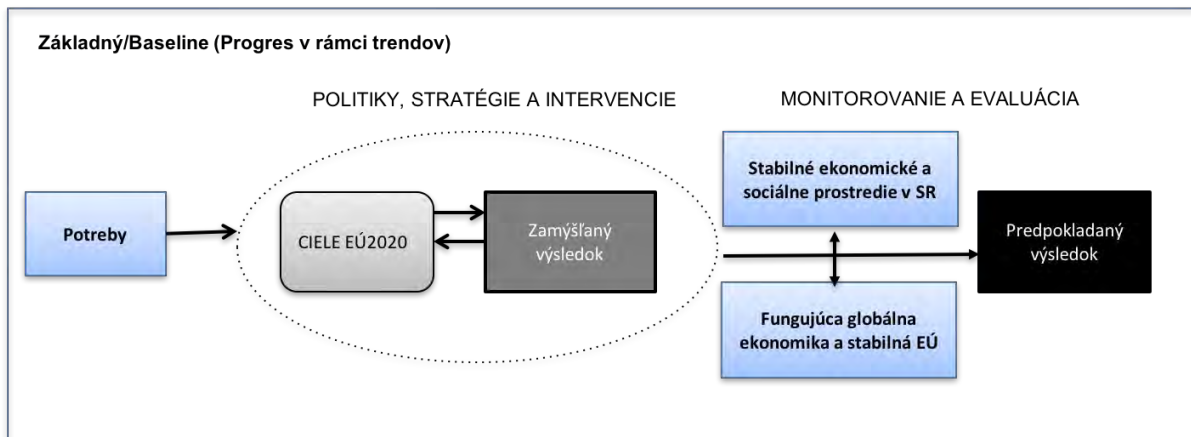 Základný/Baseline (Progres v rámci trendov)
POLITIKY, STRATÉGIE A INTERVENCIE
MONITOROVANIE A EVALUÁCIA
Potreby
CIELE EÚ2020
Zamýšľaný
výsledok
Stabilné ekonomické a
sociálne prostredie v SR
Fungujúca globálna
ekonomika a stabilná EÚ
Predpokladaný
výsledok